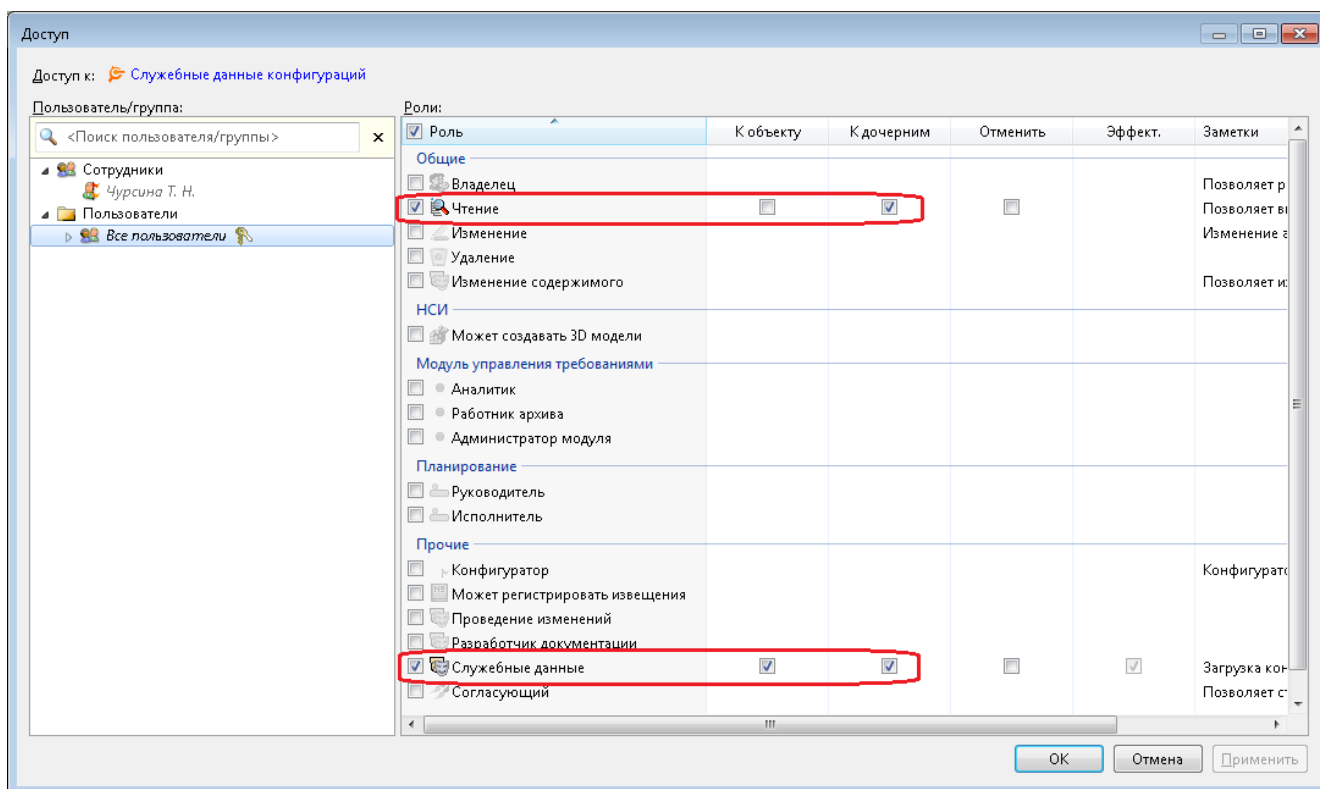 Доступ
Доступ к: Служебные данные конфигураций
Пользователь/группа:
<Поиск пользователя/группы>
Сотрудники
Чурсина Т. Н.
Пользователи
Все пользователи
Роли:
Роль К объекту К дочерним Отменить Эффект. Заметки
Общие
Владелец Позволяет р
Чтение Позволяет вы
Изменение Изменение а
Удаление
Изменение содержимого Позволяет из
НСИ
Может создавать 3D модели
Модуль управления требованиями
Аналитик
Работник архива
Администратор модуля
Планирование
Руководитель
Исполнитель
Прочие
Конфигуратор Конфигурато
Может регистрировать извещения
Проведение изменений
Разработчик документации
Служебные данные Загрузка кон
Согласующий Позволяет ст
OK Отмена Применить